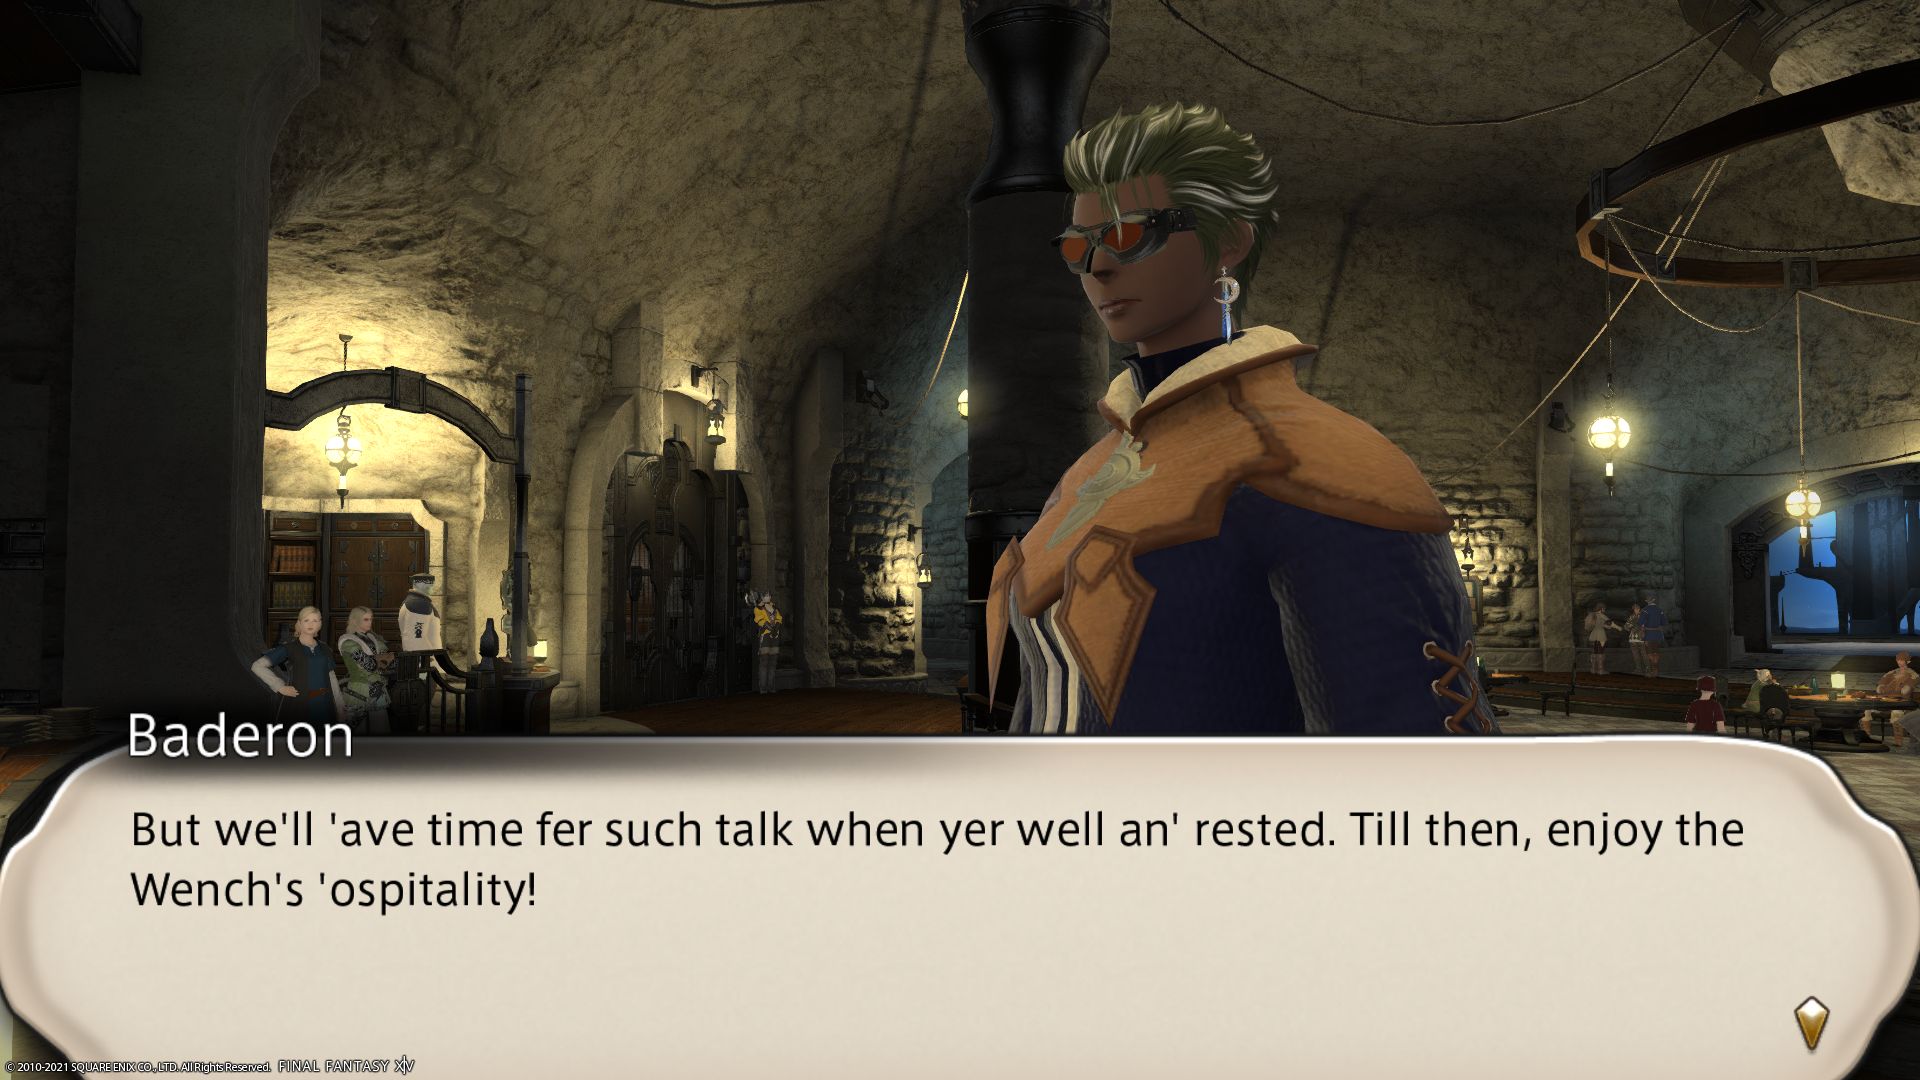 Baderon
But we'll 'ave time fer such talk when yer well an' rested. Till then, enjoy the
Wench's 'ospitality!
© 2010-2021 SQUARE ENIX CO., LTD. All Rights Reserved. FINAL FANTASY XIV